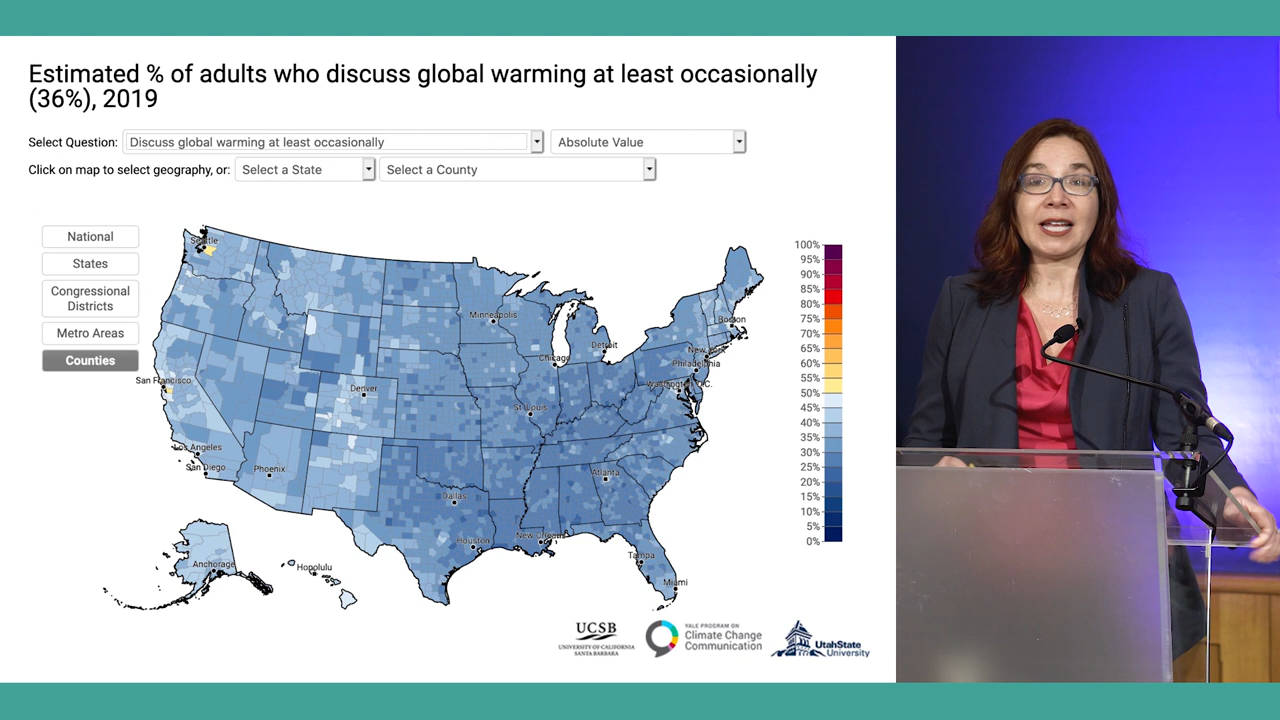 Estimated % of adults who discuss global warming at least occasionally
(36%), 2019
Select Question:
Discuss global warming at least occasionally
Absolute Value
Click on map to select geography, or:
Select a State
Select a County
National
States
Congressional
Districts
Metro Areas
Counties
Seattle
Minneapolis
Boston
Detroit
New York
Chicago
Philadelphia
San Francisco
Denver
Washington D.C.
St Louis
Los Angeles
San Diego
Phoenix
Atlanta
Dallas
Houston
New Orleans
Tampa
Miami
Anchorage
Honolulu
100%
95%
90%
85%
80%
75%
70%
65%
60%
55%
50%
45%
40%
35%
30%
25%
20%
15%
10%
5%
0%
UCSB
UNIVERSITY OF CALIFORNIA
SANTA BARBARA
YALE PROGRAM ON
Climate Change
Communication
UtahState
University